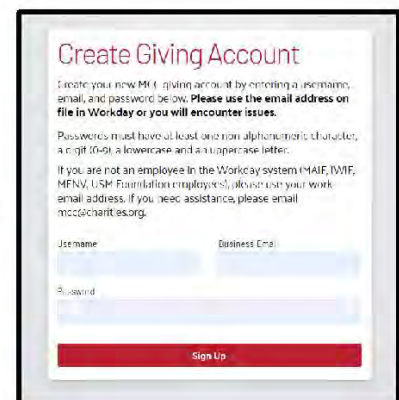 Create Giving Account
Create your new MCC giving account by entering a username,
email, and password below. Please use the email address on
file in Workday or you will encounter issues.
Passwords must have at least one non alphanumeric character,
a digit (0-9), a lowercase and an uppercase letter.
If you are not an employee in the Workday system (MAIF, IWIF,
MENV, USM Foundation employees), please use your work
email address. If you need assistance, please email
mcc@charities.org.
Username Business Email
Password
Sign Up